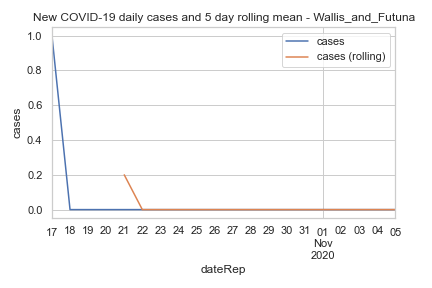 New COVID-19 daily cases and 5 day rolling mean - Wallis_and_Futuna
cases
cases (rolling)
cases
1.0
0.8
0.6
0.4
0.2
0.0
17 18 19 20 21 22 23 24 25 26 27 28 29 30 31 01 02 03 04 05
Nov
2020
dateRep